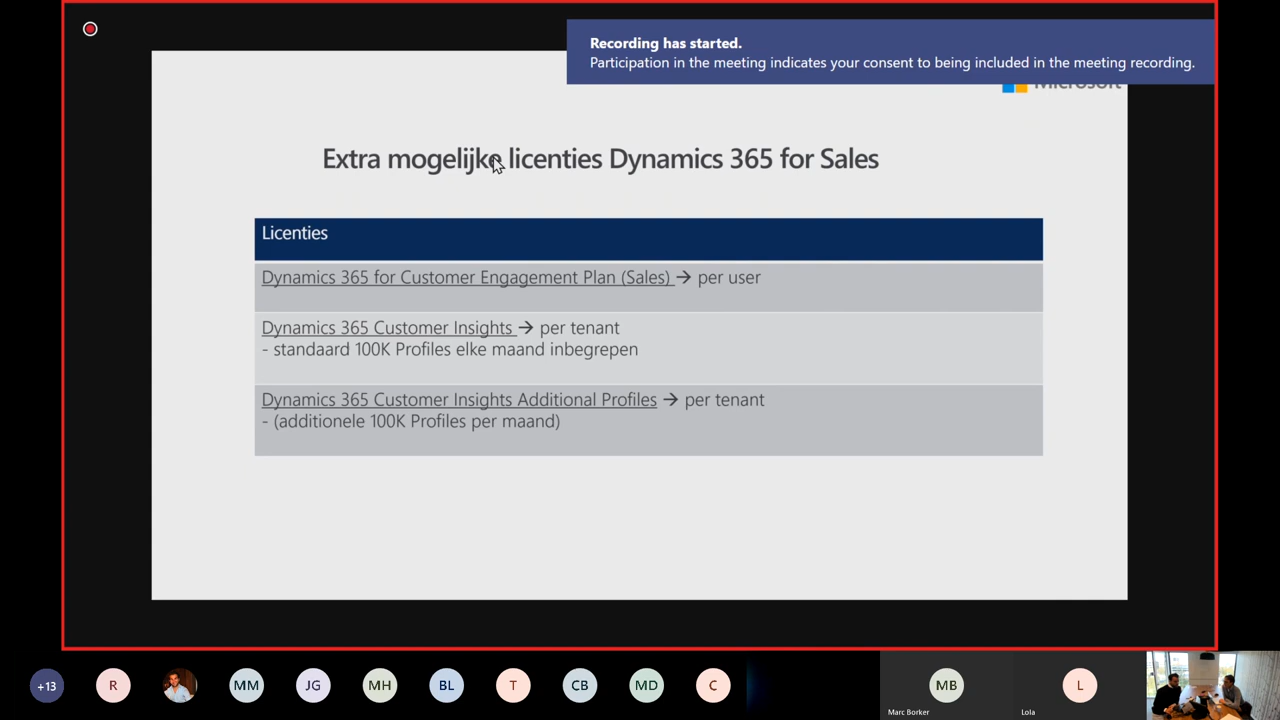 Recording has started.
Participation in the meeting indicates your consent to being included in the meeting recording.
Microsoft
Extra mogelijke licenties Dynamics 365 for Sales
Licenties
Dynamics 365 for Customer Engagement Plan (Sales) → per user
Dynamics 365 Customer Insights → per tenant
- standaard 100K Profiles elke maand inbegrepen
Dynamics 365 Customer Insights Additional Profiles → per tenant
- (additionele 100K Profiles per maand)
+13
R
MM
JG
MH
BL
T
CB
MD
C
MB
Marc Borker
L
Lola